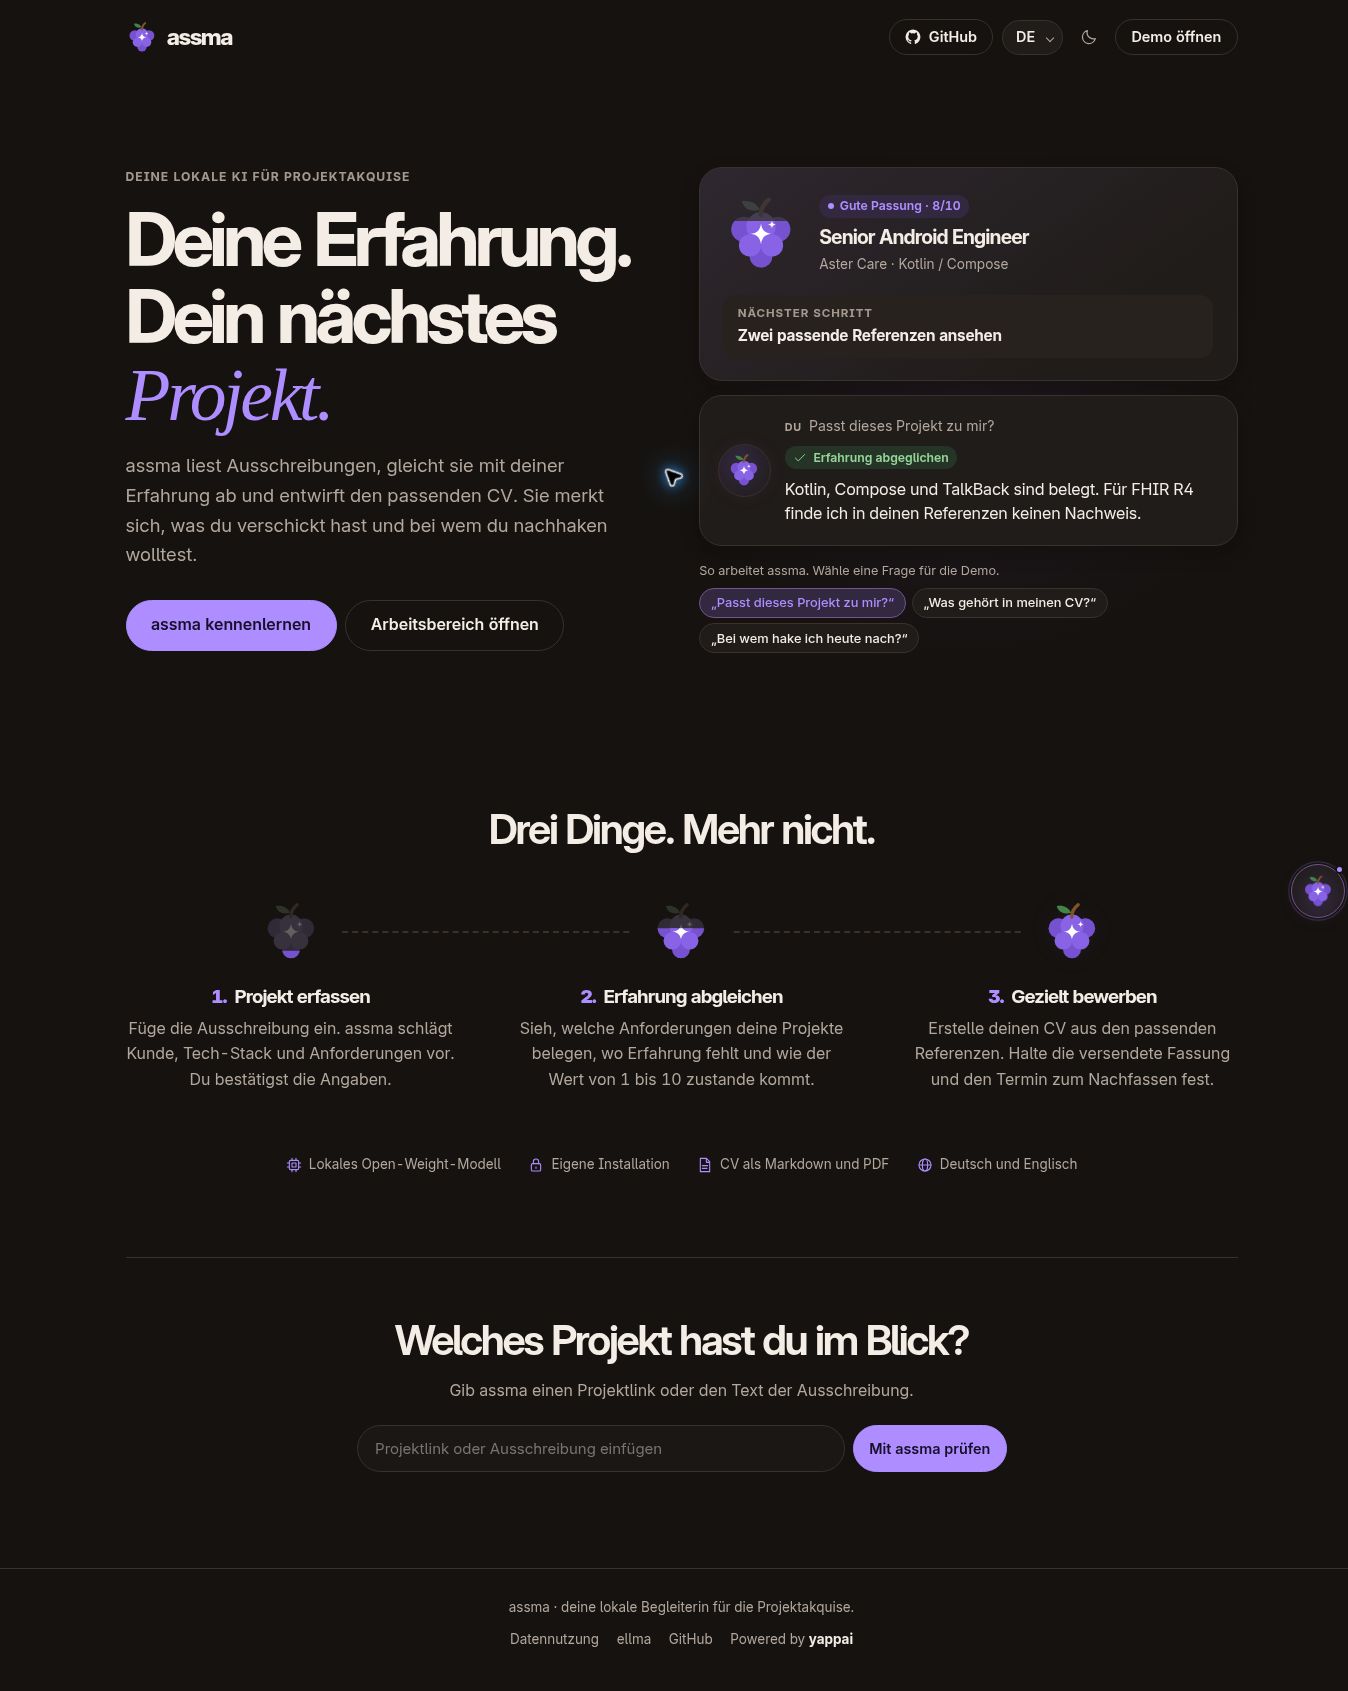 assma
GitHub
DE
Demo öffnen
DEINE LOKALE KI FÜR PROJEKTAKQUISE
Deine Erfahrung.
Dein nächstes
Projekt.
assma liest Ausschreibungen, gleicht sie mit deiner
Erfahrung ab und entwirft den passenden CV. Sie merkt
sich, was du verschickt hast und bei wem du nachhaken
wolltest.
assma kennenlernen
Arbeitsbereich öffnen
Gute Passung · 8/10
Senior Android Engineer
Aster Care · Kotlin / Compose
NÄCHSTER SCHRITT
Zwei passende Referenzen ansehen
DU Passt dieses Projekt zu mir?
Erfahrung abgeglichen
Kotlin, Compose und TalkBack sind belegt. Für FHIR R4
finde ich in deinen Referenzen keinen Nachweis.
So arbeitet assma. Wähle eine Frage für die Demo.
„Passt dieses Projekt zu mir?“
„Was gehört in meinen CV?“
„Bei wem hake ich heute nach?“
Drei Dinge. Mehr nicht.
1. Projekt erfassen
Füge die Ausschreibung ein. assma schlägt
Kunde, Tech-Stack und Anforderungen vor.
Du bestätigst die Angaben.
2. Erfahrung abgleichen
Sieh, welche Anforderungen deine Projekte
belegen, wo Erfahrung fehlt und wie der
Wert von 1 bis 10 zustande kommt.
3. Gezielt bewerben
Erstelle deinen CV aus den passenden
Referenzen. Halte die versendete Fassung
und den Termin zum Nachfassen fest.
Lokales Open-Weight-Modell
Eigene Installation
CV als Markdown und PDF
Deutsch und Englisch
Welches Projekt hast du im Blick?
Gib assma einen Projektlink oder den Text der Ausschreibung.
Projektlink oder Ausschreibung einfügen
Mit assma prüfen
assma · deine lokale Begleiterin für die Projektakquise.
Datennutzung ellma GitHub Powered by yappai